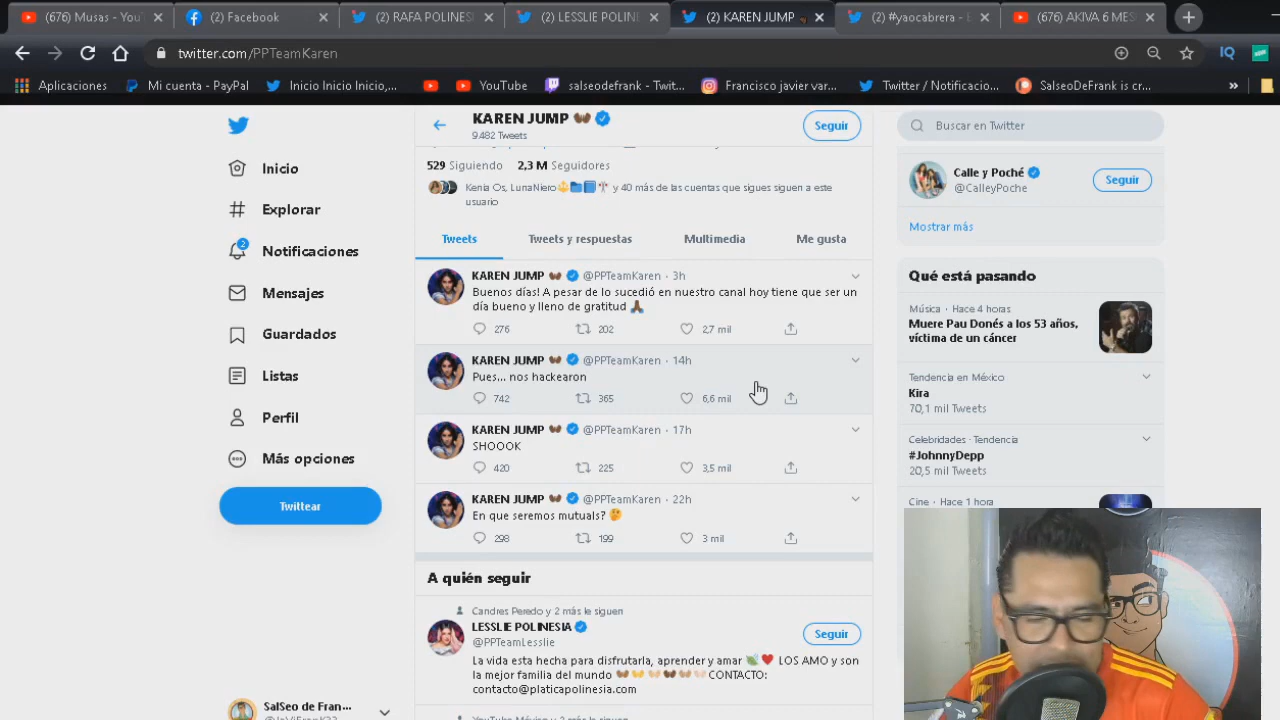 (676) Musas - You
(2) Facebook
(2) RAFA POLINES
(2) LESSLIE POLIN
(2) KAREN JUMP
(2) #yaocabrera - 
(676) AKIVA 6 MES
twitter.com/PPTeamKaren
Aplicaciones
Mi cuenta - PayPal
Inicio Inicio Inicio,...
YouTube
salseodefrank - Twit...
Francisco javier var...
Twitter / Notificacio...
SalseoDeFrank is cr...
»
KAREN JUMP
9.482 Tweets
Seguir
Buscar en Twitter
Inicio
Explorar
2
Notificaciones
Mensajes
Guardados
Listas
Perfil
Más opciones
Twittear
SalSeo de Fran...
529 Siguiendo 2,3 M Seguidores
Kenia Os, LunaNiero🔱📁📘 y 40 más de las cuentas que sigues siguen a este
usuario
Tweets
Tweets y respuestas
Multimedia
Me gusta
KAREN JUMP @PPTeamKaren · 3h
Buenos días! A pesar de lo sucedió en nuestro canal hoy tiene que ser un
día bueno y lleno de gratitud 🙏🏾
276 202 2,7 mil
KAREN JUMP @PPTeamKaren · 14h
Pues... nos hackearon
742 365 6,6 mil
KAREN JUMP @PPTeamKaren · 17h
SHOOOK
420 225 3,5 mil
KAREN JUMP @PPTeamKaren · 22h
En que seremos mutuals? 🤔
298 199 3 mil
A quién seguir
Candres Peredo y 2 más le siguen
LESSLIE POLINESIA
@PPTeamLesslie
Seguir
La vida esta hecha para disfrutarla, aprender y amar 🍃❤️ LOS AMO y son
la mejor familia del mundo 👐🏾👐👐🏼👐🏾👐🏽👐🏻 CONTACTO:
contacto@platicapolinesia.com
YouTube México y 2 más le siguen
Calle y Poché
@CalleyPoche
Seguir
Mostrar más
Qué está pasando
Música · Hace 4 horas
Muere Pau Donés a los 53 años,
víctima de un cáncer
Tendencia en México
Kira
70,1 mil Tweets
Celebridades · Tendencia
#JohnnyDepp
20,5 mil Tweets
Cine · Hace 1 hora